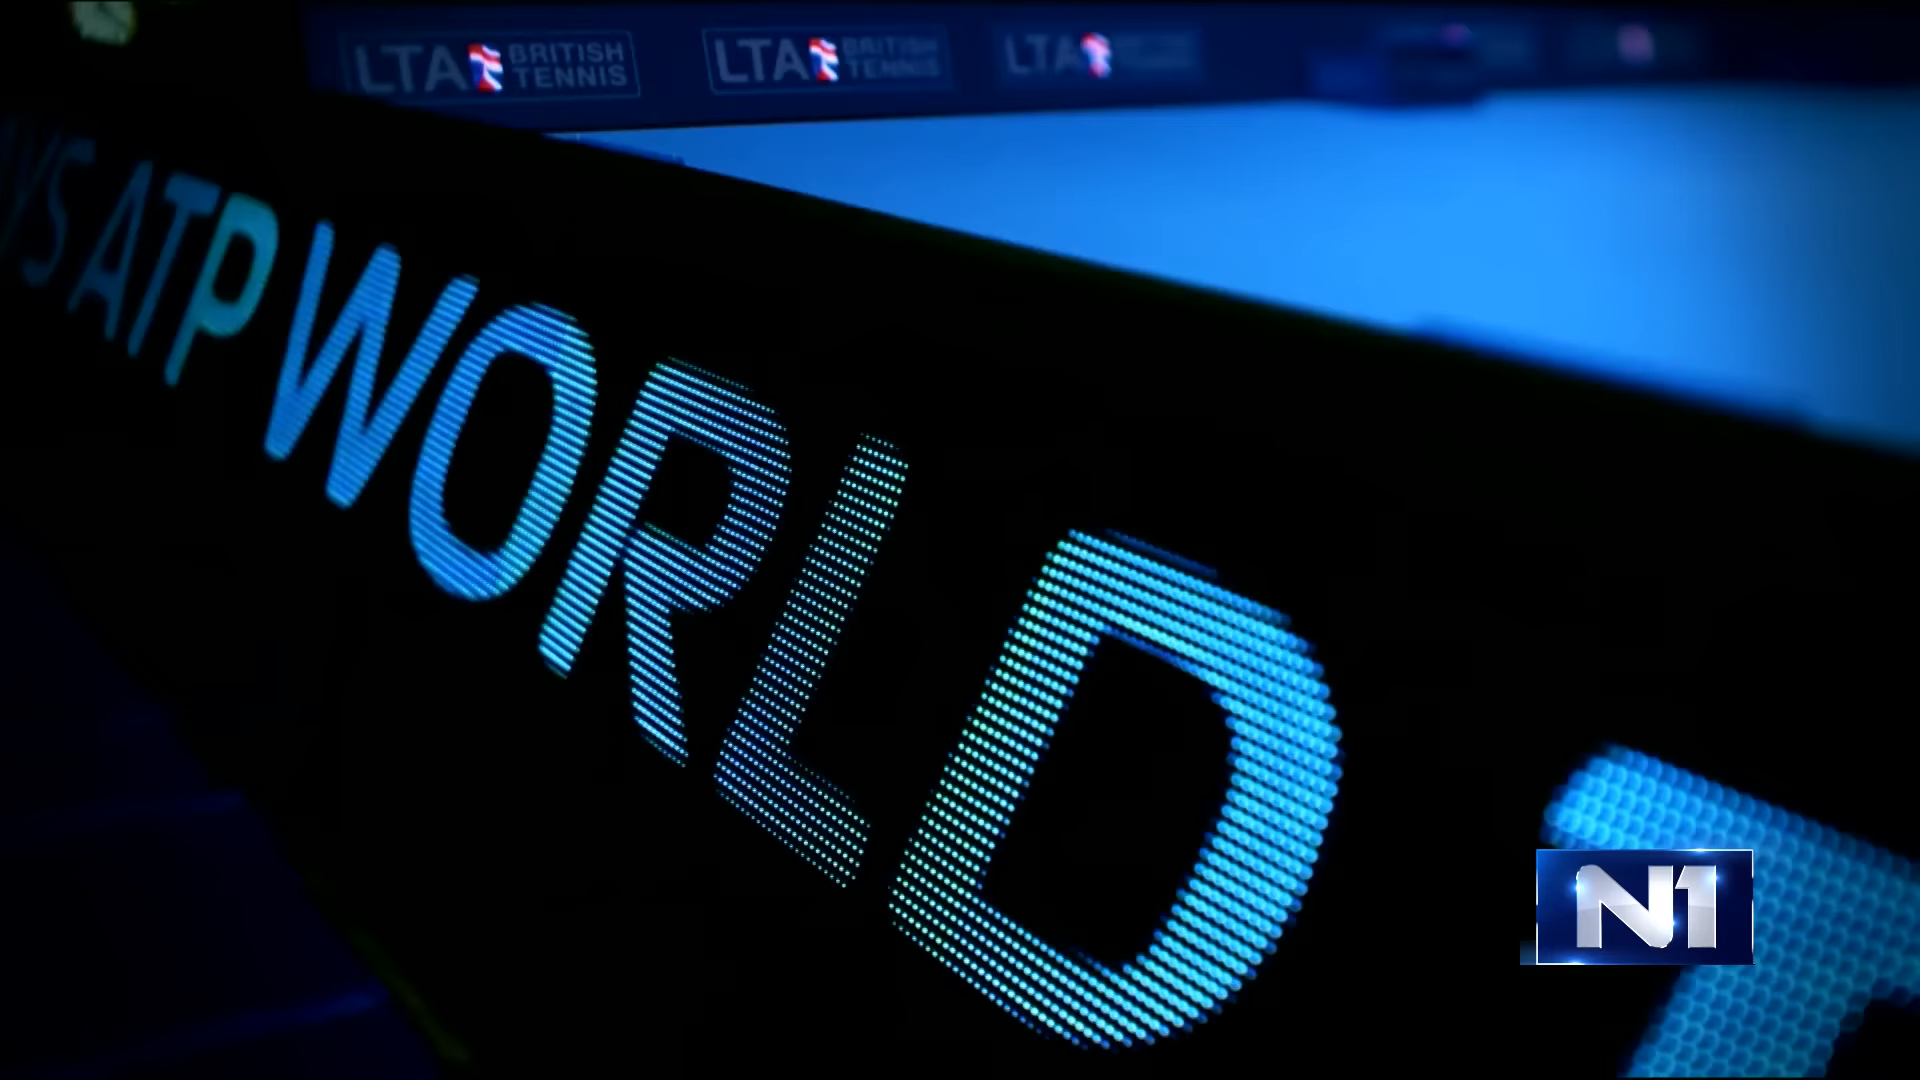 LTA BRITISH TENNIS
LTA BRITISH TENNIS
LTA
YS ATP WORLD T
N1